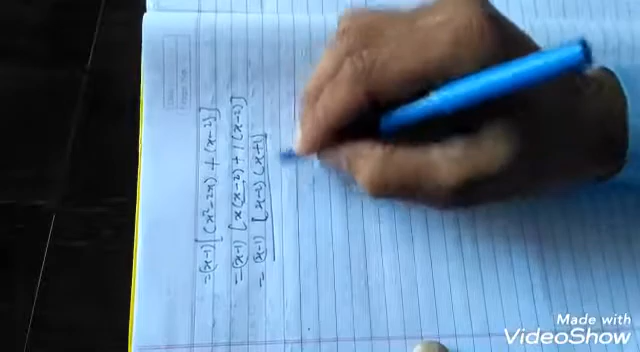 = (x-1) [(x²-2x) + (x-2)]
= (x-1) [x(x-2) + 1(x-2)]
= (x-1) [(x-2) (x+1)]
Made with
VideoShow